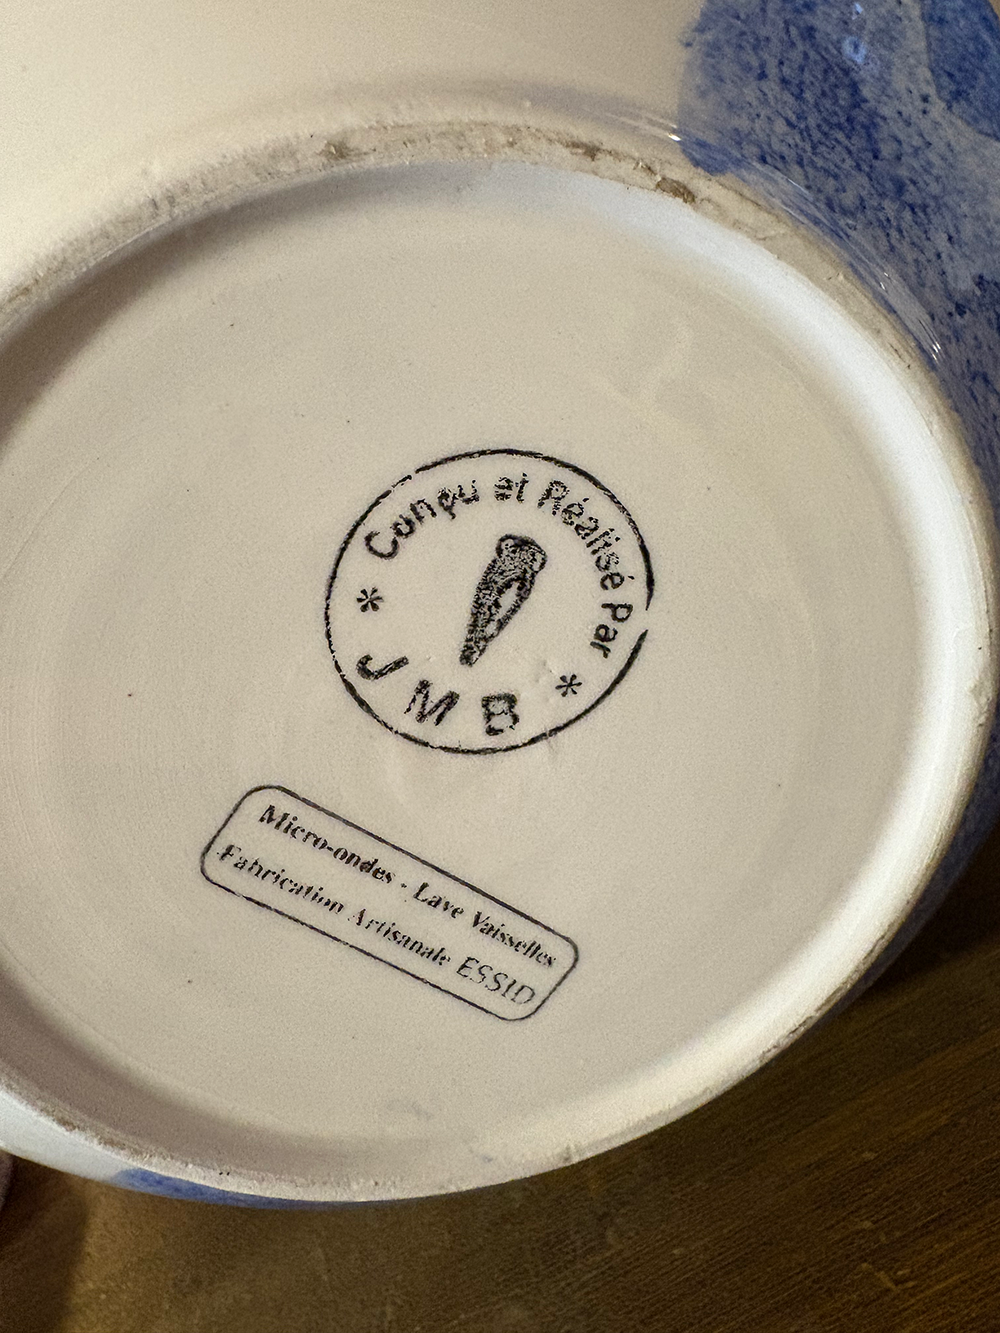 * Conçu et Réalisé Par *
J M B
Micro-ondes - Lave Vaisselles
Fabrication Artisanale ESSID